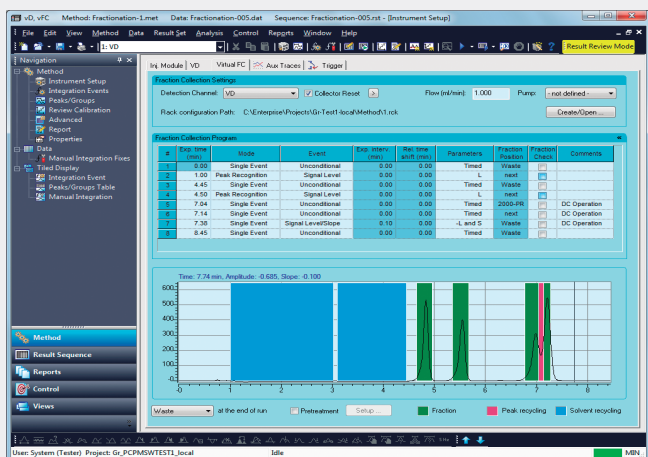 vD, vFC Method: Fractionation-1.met Data: Fractionation-005.dat Sequence: Fractionation-005.rst - [Instrument Setup]
File Edit View Method Data Result Set Analysis Control Reports Window Help
1: VD
Result Review Mode
Navigation
Method
Instrument Setup
Integration Events
Peaks/Groups
Review Calibration
Advanced
Report
Properties
Data
Manual Integration Fixes
Tiled Display
Integration Event
Peaks/Groups Table
Manual Integration
Method
Result Sequence
Reports
Control
Views
Inj. Module VD Virtual FC Aux Traces Trigger
Fraction Collection Settings
Detection Channel: VD Collector Reset > Flow (ml/min): 1.000 Pump: - not defined -
Rack configuration Path: C:\Enterprise\Projects\Gr-Test1-local\Method\1.rck Create/Open ...
Fraction Collection Program
# Exp. time (min) Mode Event Exp. interv. (min) Rel. time shift (min) Parameters Fraction Position Fraction Check Comments
1 0.00 Single Event Unconditional 0.00 0.00 Timed Waste
2 1.00 Peak Recognition Signal Level 0.00 0.00 L next
3 4.45 Single Event Unconditional 0.00 0.00 Timed Waste
4 4.50 Peak Recognition Signal Level 0.00 0.00 L next
5 7.04 Single Event Unconditional 0.00 0.00 Timed 2000-PR DC Operation
6 7.14 Single Event Unconditional 0.00 0.00 Timed next DC Operation
7 7.38 Single Event Signal Level/Slope 0.10 0.00 -L and S Waste DC Operation
8 8.45 Single Event Unconditional 0.00 0.00 Timed Waste
Time: 7.74 min, Amplitude: -0.685, Slope: -0.100
600
500
400
300
200
100
-0
-0 1 2 3 4 5 6 7 8
Waste at the end of run Pretreatment Setup ... Fraction Peak recycling Solvent recycling
User: System (Tester) Project: Gr_PCPMSWTEST1_local Idle MIN